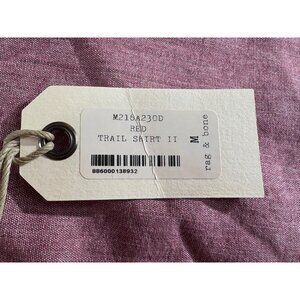 M218A230D
RED
TRAIL SHIRT II
886000138932
M
rag & bone